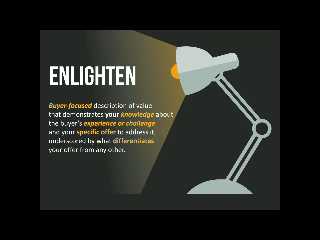 ENLIGHTEN
Buyer-focused description of value
that demonstrates your knowledge about
the buyer's experience or challenge
and your specific offer to address it,
underscored by what differentiates
your offer from any other.